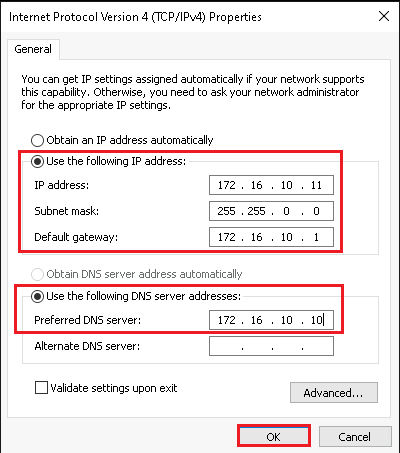 Internet Protocol Version 4 (TCP/IPv4) Properties
General
You can get IP settings assigned automatically if your network supports
this capability. Otherwise, you need to ask your network administrator
for the appropriate IP settings.
Obtain an IP address automatically
Use the following IP address:
IP address: 172 . 16 . 10 . 11
Subnet mask: 255 . 255 . 0 . 0
Default gateway: 172 . 16 . 10 . 1
Obtain DNS server address automatically
Use the following DNS server addresses:
Preferred DNS server: 172 . 16 . 10 . 10
Alternate DNS server: . . .
Validate settings upon exit
Advanced...
OK Cancel